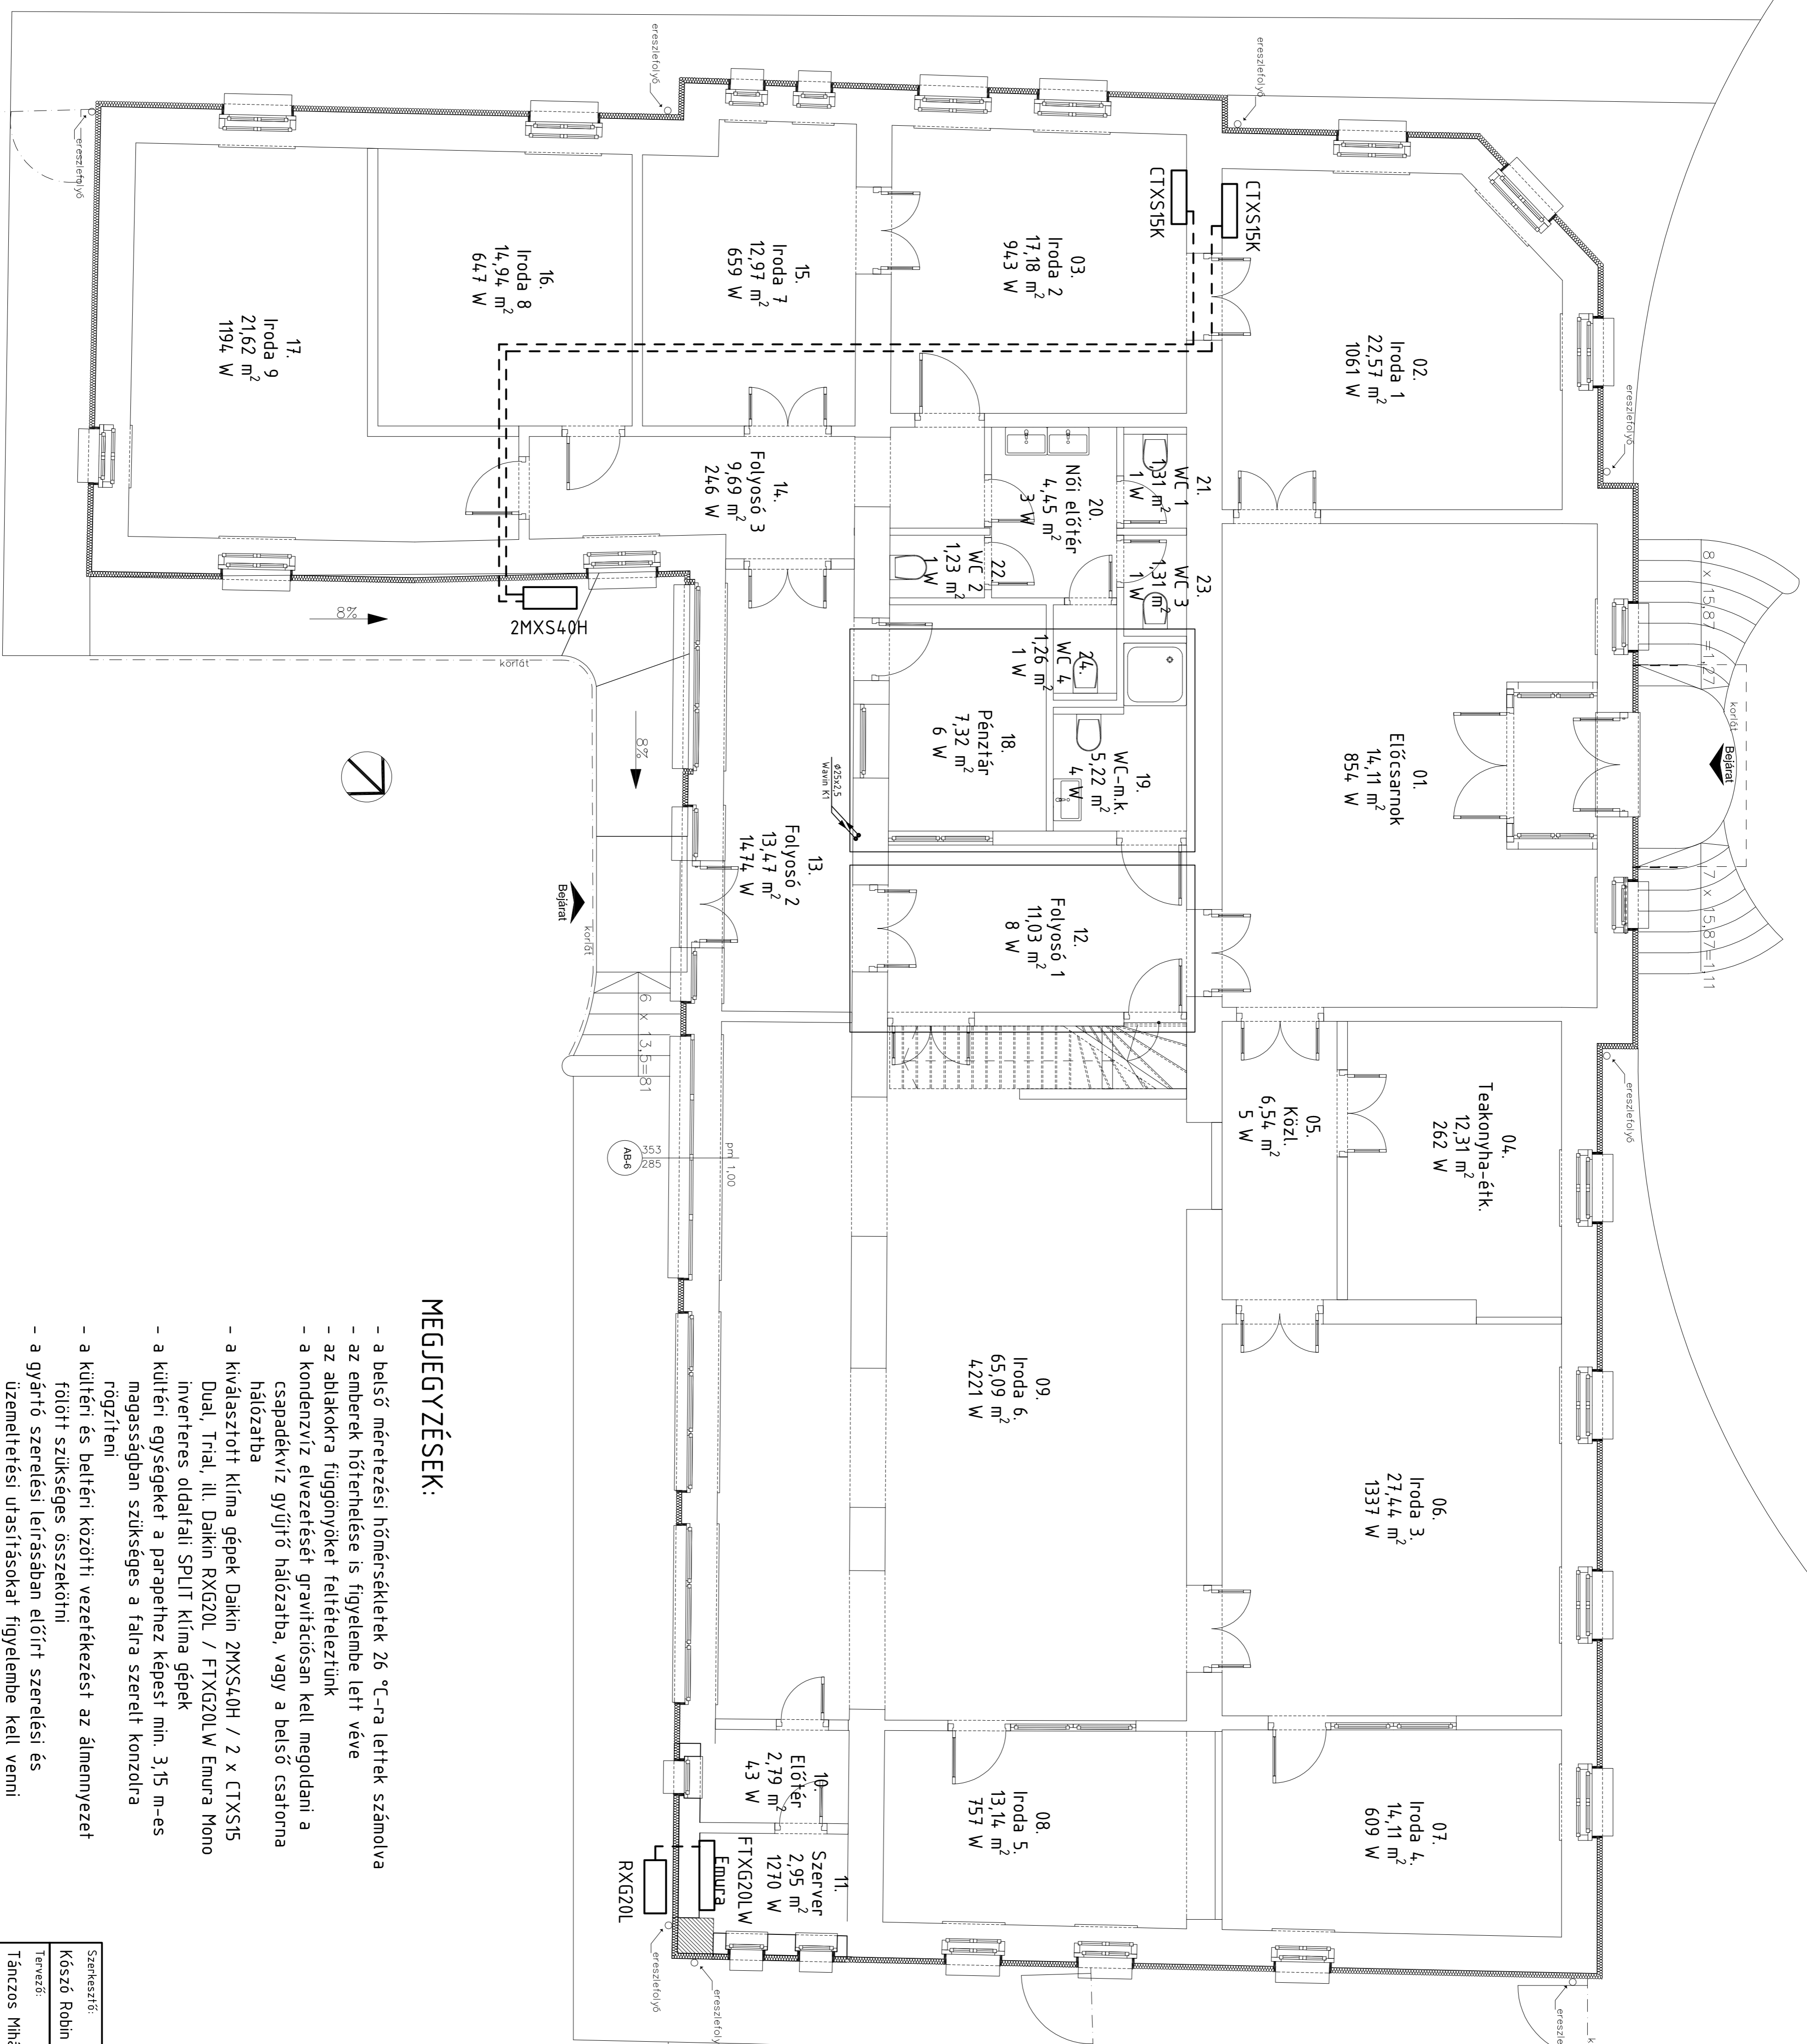 ereszlefolyó
ereszlefolyó
ereszlefolyó
ereszlefolyó
ereszlefolyó
8 x 15,87 =1,27
korlát
Bejárat
7 x 15,87=1,11
CTXS15K
CTXS15K
01.
Előcsarnok
14,11 m²
854 W
02.
Iroda 1
22,57 m²
1061 W
03.
Iroda 2
17,18 m²
943 W
04.
Teakonyha-étk.
12,31 m²
262 W
05.
Közl.
6,54 m²
5 W
06.
Iroda 3.
27,44 m²
1337 W
07.
Iroda 4.
14,11 m²
609 W
08.
Iroda 5.
13,14 m²
757 W
09.
Iroda 6.
65,09 m²
4221 W
10.
Előtér
2,79 m²
43 W
11.
Szerver
2,95 m²
1270 W
FTXG20LW
Emura
RXG20L
12.
Folyosó 1
11,03 m²
8 W
13.
Folyosó 2
13,47 m²
1474 W
14.
Folyosó 3
9,69 m²
246 W
15.
Iroda 7
12,97 m²
659 W
16.
Iroda 8
14,94 m²
647 W
17.
Iroda 9
21,62 m²
1194 W
18.
Pénztár
7,32 m²
6 W
19.
WC-m.k.
5,22 m²
4 W
20.
Női előtér
4,45 m²
3 W
21.
WC 1
1,31 m²
1 W
22.
WC 2
1,23 m²
1 W
23.
WC 3
1,31 m²
1 W
24.
WC 4
1,26 m²
1 W
Ø25x2,5
Wavin K1
2MXS40H
8%
8%
korlát
Bejárat
korlát
6 x 13,5=81
AB-6
353
285
pm 1,00
ereszlefolyó
ereszlefoly
ereszle
k
MEGJEGYZÉSEK:
- a belső méretezési hőmérsékletek 26 °C-ra lettek számolva
- az emberek hőterhelése is figyelembe lett véve
- az ablakokra függönyöket feltételeztünk
- a kondenzvíz elvezetését gravitációsan kell megoldani a
csapadékvíz gyűjtő hálózatba, vagy a belső csatorna
hálózatba
- a kiválasztott klíma gépek Daikin 2MXS40H / 2 x CTXS15
Dual, Trial, ill. Daikin RXG20L / FTXG20LW Emura Mono
inverteres oldalfali SPLIT klíma gépek
- a kültéri egységeket a parapethez képest min. 3,15 m-es
magasságban szükséges a falra szerelt konzolra
rögzíteni
- a kültéri és beltéri közötti vezetékezést az álmennyezet
fölött szükséges összekötni
- a gyártó szerelési leírásában előírt szerelési és
üzemeltetési utasításokat figyelembe kell venni
Szerkesztő:
Kószó Robin
Tervező:
Tánczos Mihá